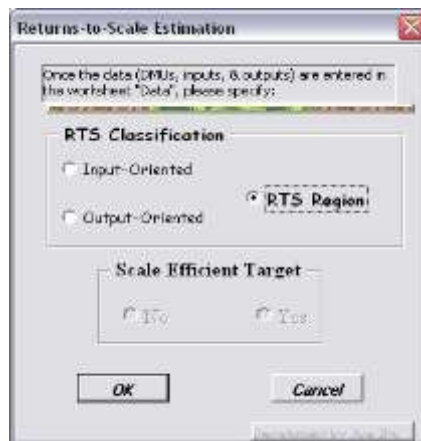 Returns-to-Scale Estimation
Once the data (DMUs, inputs, & outputs) are entered in
the worksheet "Data", please specify:
RTS Classification
Input-Oriented
RTS Region
Output-Oriented
Scale Efficient Target
No
Yes
OK
Cancel